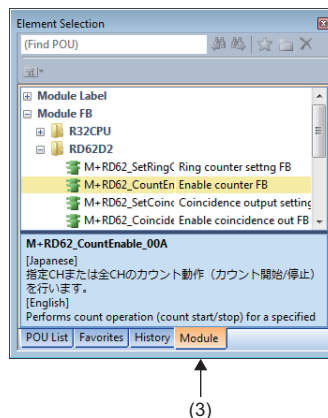 Element Selection
(Find POU)
Module Label
Module FB
R32CPU
RD62D2
M+RD62_SetRingC Ring counter settng FB
M+RD62_CountEn Enable counter FB
M+RD62_SetCoinc Coincidence output setting
M+RD62_Coincide Enable coincidence out FB
M+RD62_CountEnable_00A
[Japanese]
指定CHまたは全CHのカウント動作（カウント開始/停止）
を行います。
[English]
Performs count operation (count start/stop) for a specified
POU List Favorites History Module
(3)